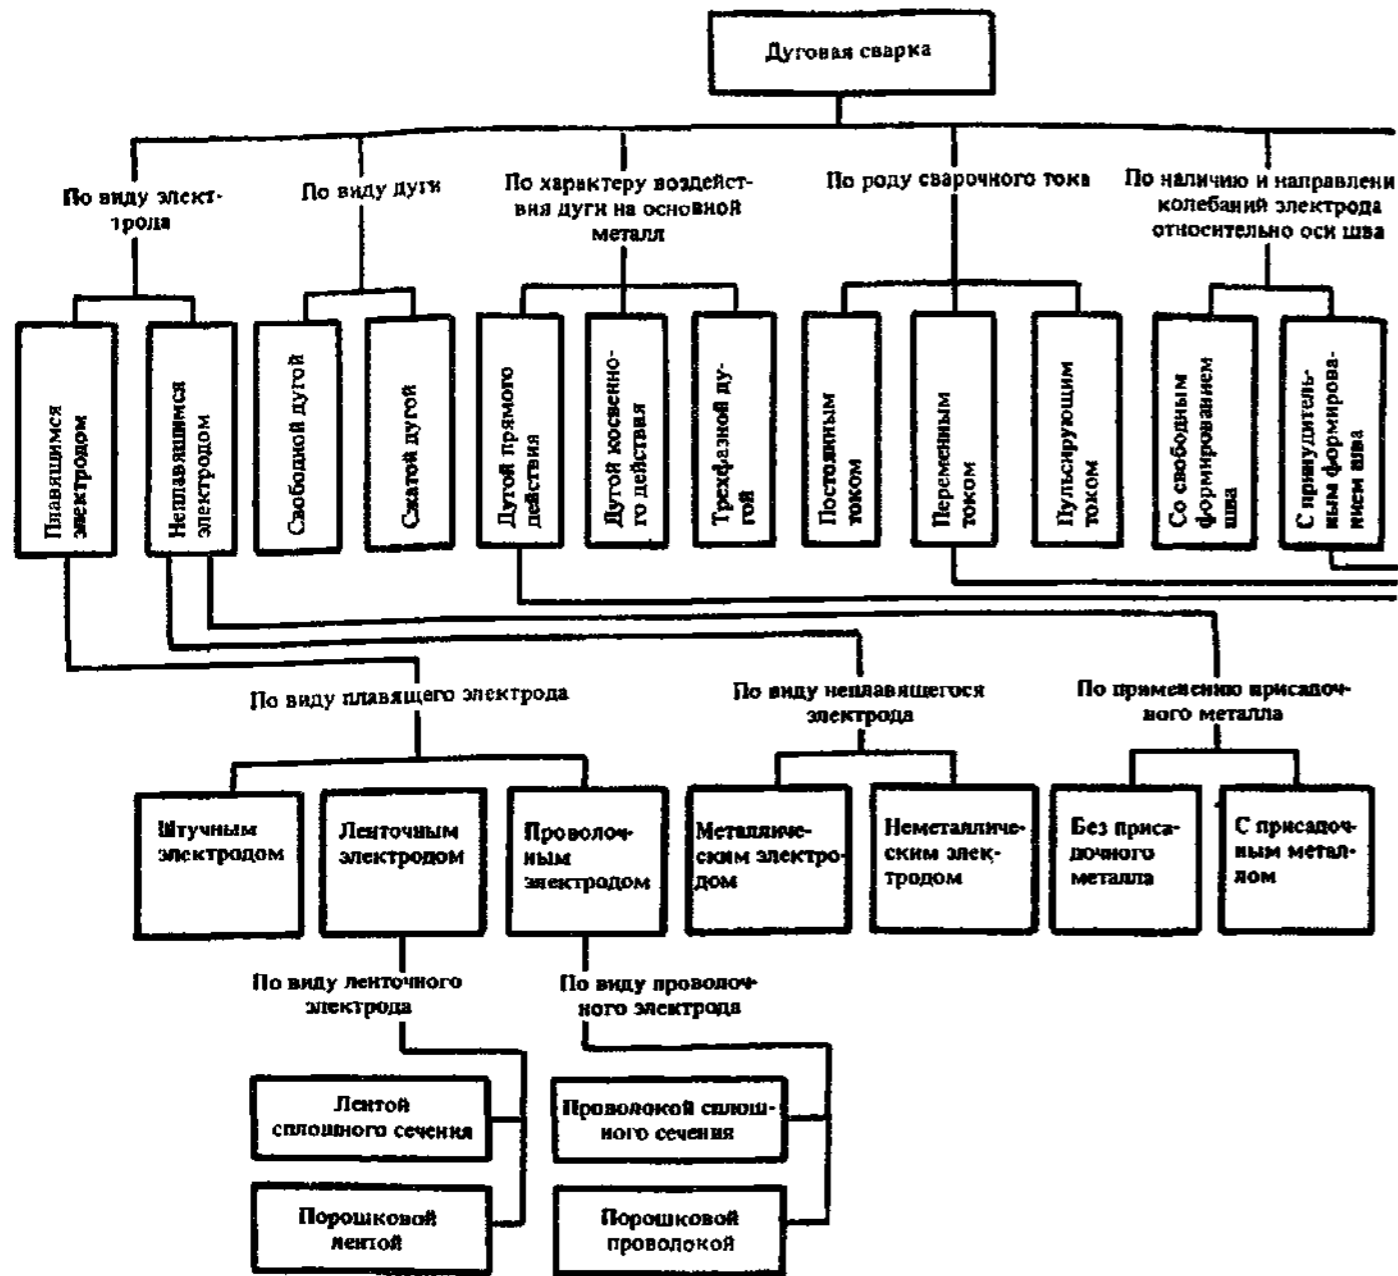 Дуговая сварка
По виду элект-
трода
По виду дуги
По характеру воздейст-
вия дуги на основной
металл
По роду сварочного тока
По наличию и направлени
колебаний электрода
относительно оси шва
Плавящимся
электродом
Неплавящимся
электродом
Свободной дугой
Сжатой дугой
Дугой прямого
действия
Дугой косвенно-
го действия
Трехфазной ду-
гой
Постоянным
током
Переменным
током
Пульсирующим
током
Со свободным
формированием
шва
С принудитель-
ным формирова-
нием шва
По виду плавящего электрода
По виду неплавящегося
электрода
По применению присадоч-
ного металла
Штучным
электродом
Ленточным
электродом
Проволоч-
ным
электродом
Металличе-
ским электро-
дом
Неметалличе-
ским элек-
тродом
Без приса-
дочного
металла
С присадоч-
ным метал-
лом
По виду ленточного
электрода
По виду проволоч-
ного электрода
Лентой
сплошного сечения
Проволокой сплош-
ного сечения
Порошковой
лентой
Порошковой
проволокой